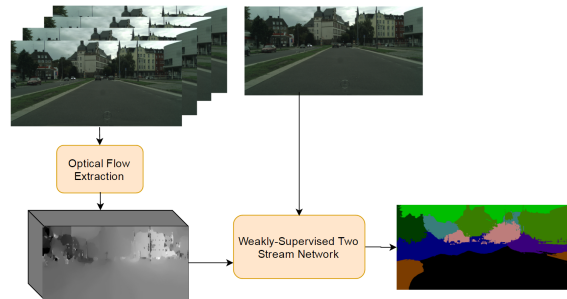 Optical Flow
Extraction
Weakly-Supervised Two
Stream Network